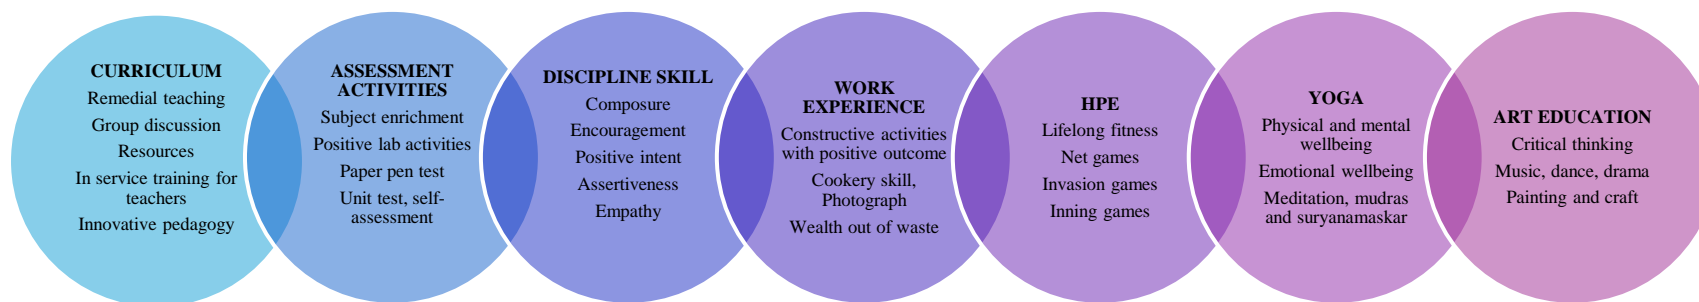 CURRICULUM
Remedial teaching
Group discussion
Resources
In service training for
teachers
Innovative pedagogy
ASSESSMENT
ACTIVITIES
Subject enrichment
Positive lab activities
Paper pen test
Unit test, self-
assessment
DISCIPLINE SKILL
Composure
Encouragement
Positive intent
Assertiveness
Empathy
WORK
EXPERIENCE
Constructive activities
with positive outcome
Cookery skill,
Photograph
Wealth out of waste
HPE
Lifelong fitness
Net games
Invasion games
Inning games
YOGA
Physical and mental
wellbeing
Emotional wellbeing
Meditation, mudras
and suryanamaskar
ART EDUCATION
Critical thinking
Music, dance, drama
Painting and craft